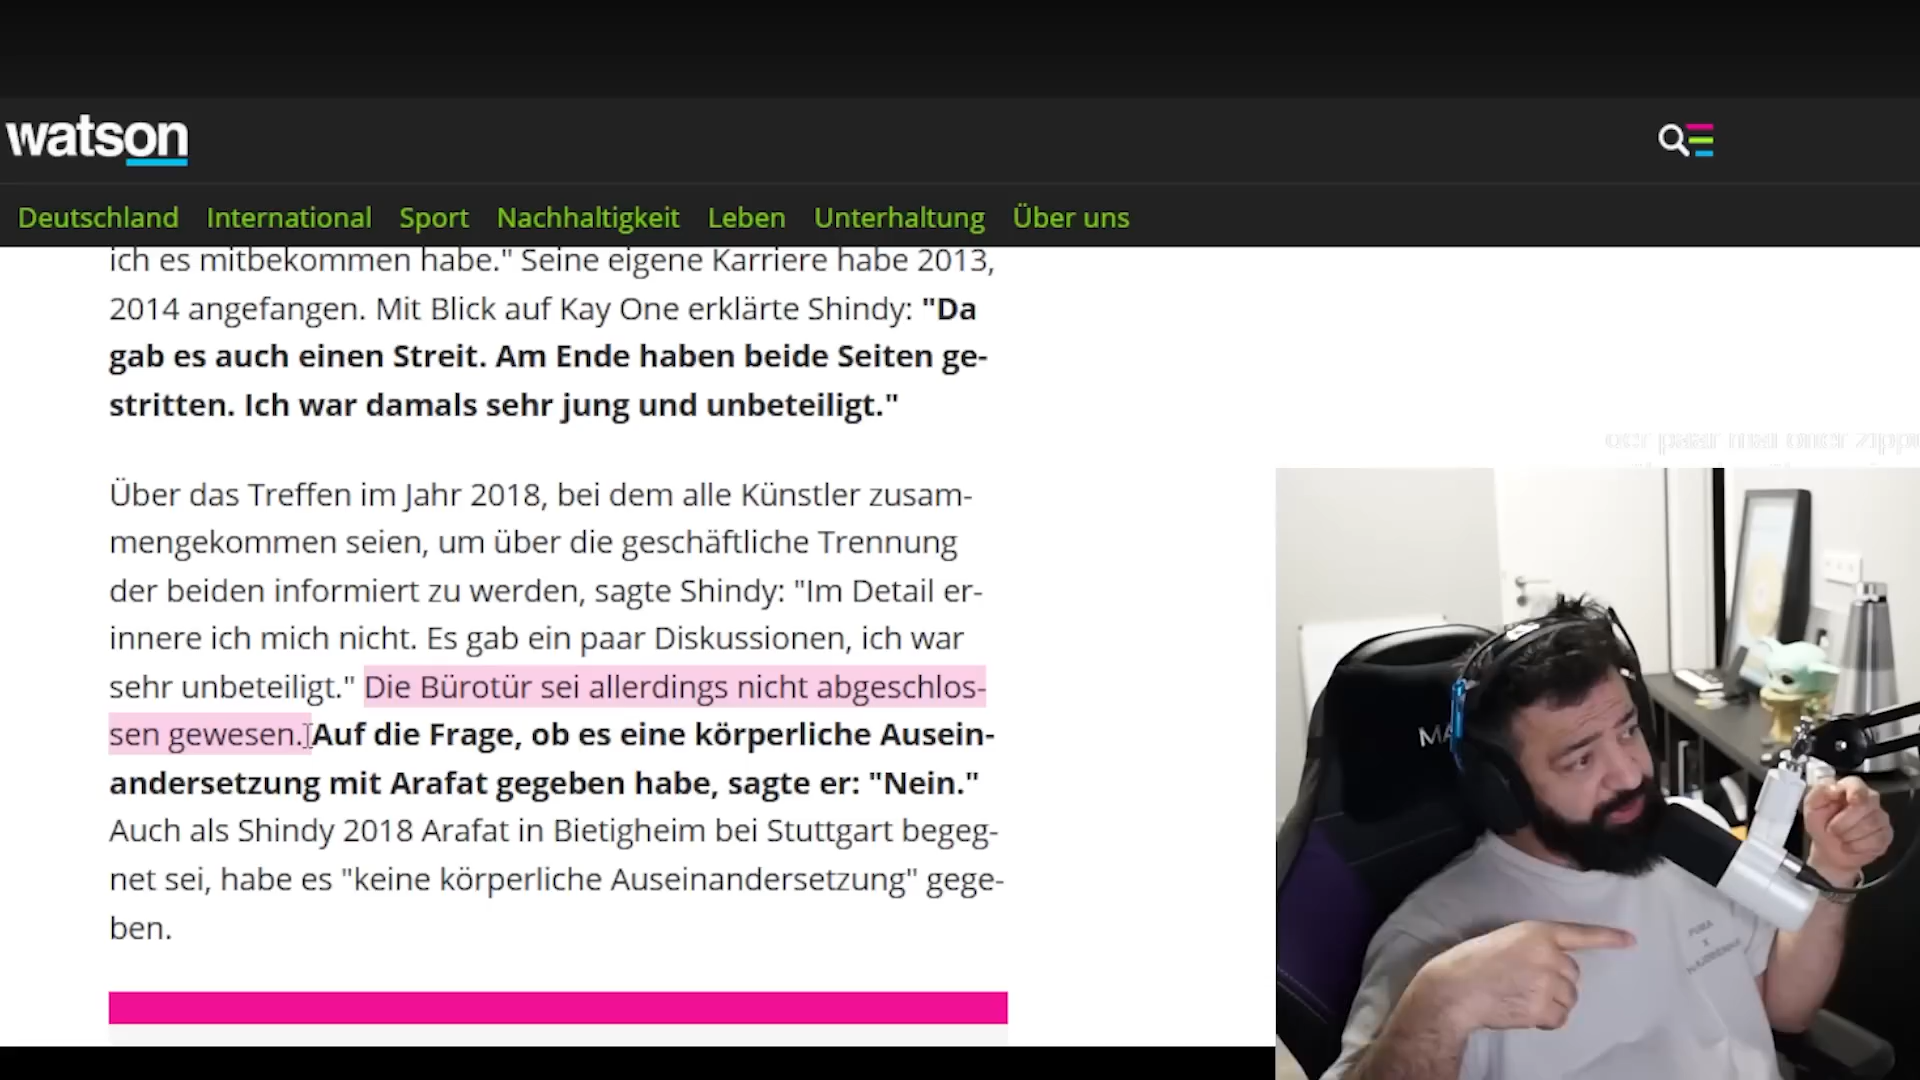 watson
Deutschland International Sport Nachhaltigkeit Leben Unterhaltung Über uns
ich es mitbekommen habe." Seine eigene Karriere habe 2013,
2014 angefangen. Mit Blick auf Kay One erklärte Shindy: "Da
gab es auch einen Streit. Am Ende haben beide Seiten ge-
stritten. Ich war damals sehr jung und unbeteiligt."
Über das Treffen im Jahr 2018, bei dem alle Künstler zusam-
mengekommen seien, um über die geschäftliche Trennung
der beiden informiert zu werden, sagte Shindy: "Im Detail er-
innere ich mich nicht. Es gab ein paar Diskussionen, ich war
sehr unbeteiligt." Die Bürotür sei allerdings nicht abgeschlos-
sen gewesen. Auf die Frage, ob es eine körperliche Ausein-
andersetzung mit Arafat gegeben habe, sagte er: "Nein."
Auch als Shindy 2018 Arafat in Bietigheim bei Stuttgart begeg-
net sei, habe es "keine körperliche Auseinandersetzung" gege-
ben.